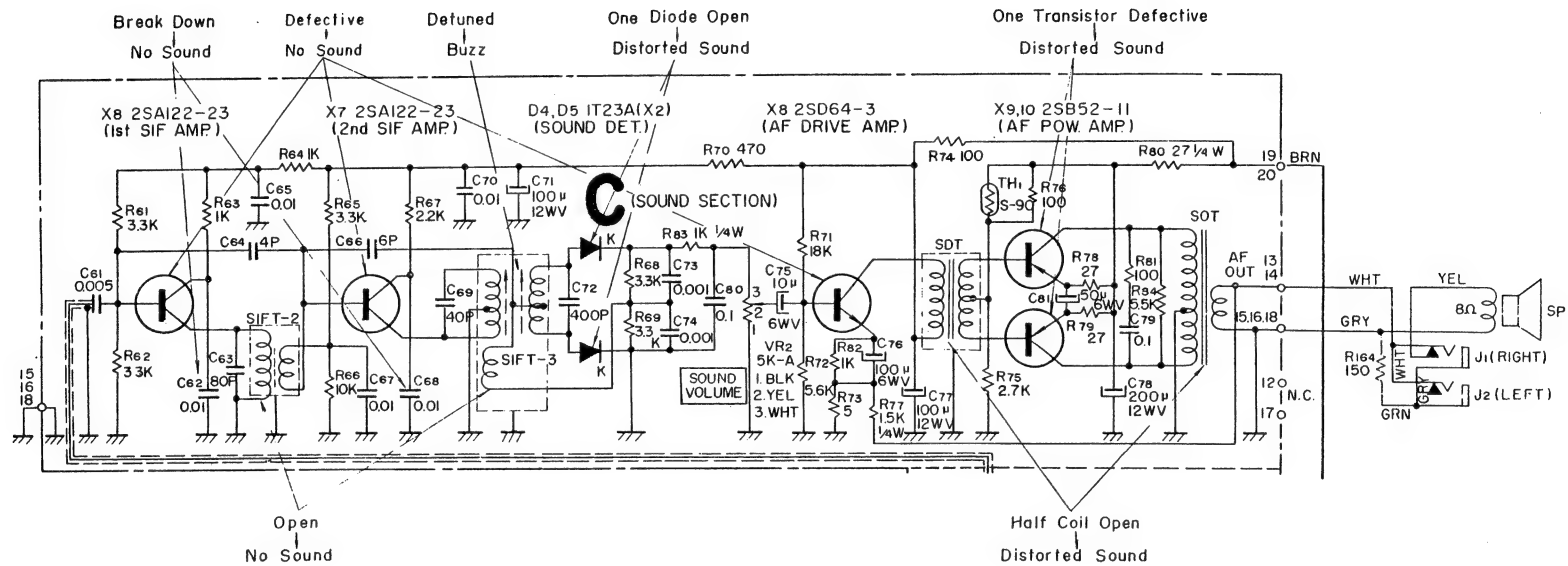 Break Down
No Sound
Defective
No Sound
Detuned
Buzz
One Diode Open
Distorted Sound
One Transistor Defective
Distorted Sound
X8 2SA122-23
(1st SIF AMP.)
X7 2SA122-23
(2nd SIF AMP.)
D4, D5 1T23A(X2)
(SOUND DET.)
X8 2SD64-3
(AF DRIVE AMP.)
X9,10 2SB52-11
(AF POW. AMP.)
R64 1K
R70 470
R74 100
R80 27 1/4 W
19
20
BRN
C65
0.01
C70
0.01
C71
100μ
12WV
C (SOUND SECTION)
TH1
S-90
R76
100
SOT
R61
3.3K
R63
1K
R65
3.3K
R67
2.2K
C64 4P
C66 6P
K
R83 1K 1/4W
R71
18K
SDT
C61
0.005
R68
3.3K
C73
0.001
C75
10μ
6WV
R78
27
R81
100
AF
OUT
13
14
WHT
YEL
C69
40P
C72
400P
R69
3.3
K
C80
0.1
3
2
1
C81
50μ
6WV
R84
5.5K
8Ω
SP
SIFT-2
SIFT-3
C74
0.001
K
R79
27
C79
0.1
15.16.18
GRY
R62
3.3K
C63
80P
VR2
5K-A
1. BLK
2. YEL
3. WHT
R72
5.6K
R82
1K
C76
100μ
6WV
R164
150
WHT
J1 (RIGHT)
15
16
18
C62
0.01
R66
10K
C67
0.01
C68
0.01
SOUND
VOLUME
R73
5
R77
1.5K
1/4W
C77
100μ
12WV
R75
2.7K
C78
200μ
12WV
12
N.C.
17
GRY
J2 (LEFT)
GRN
Open
No Sound
Half Coil Open
Distorted Sound